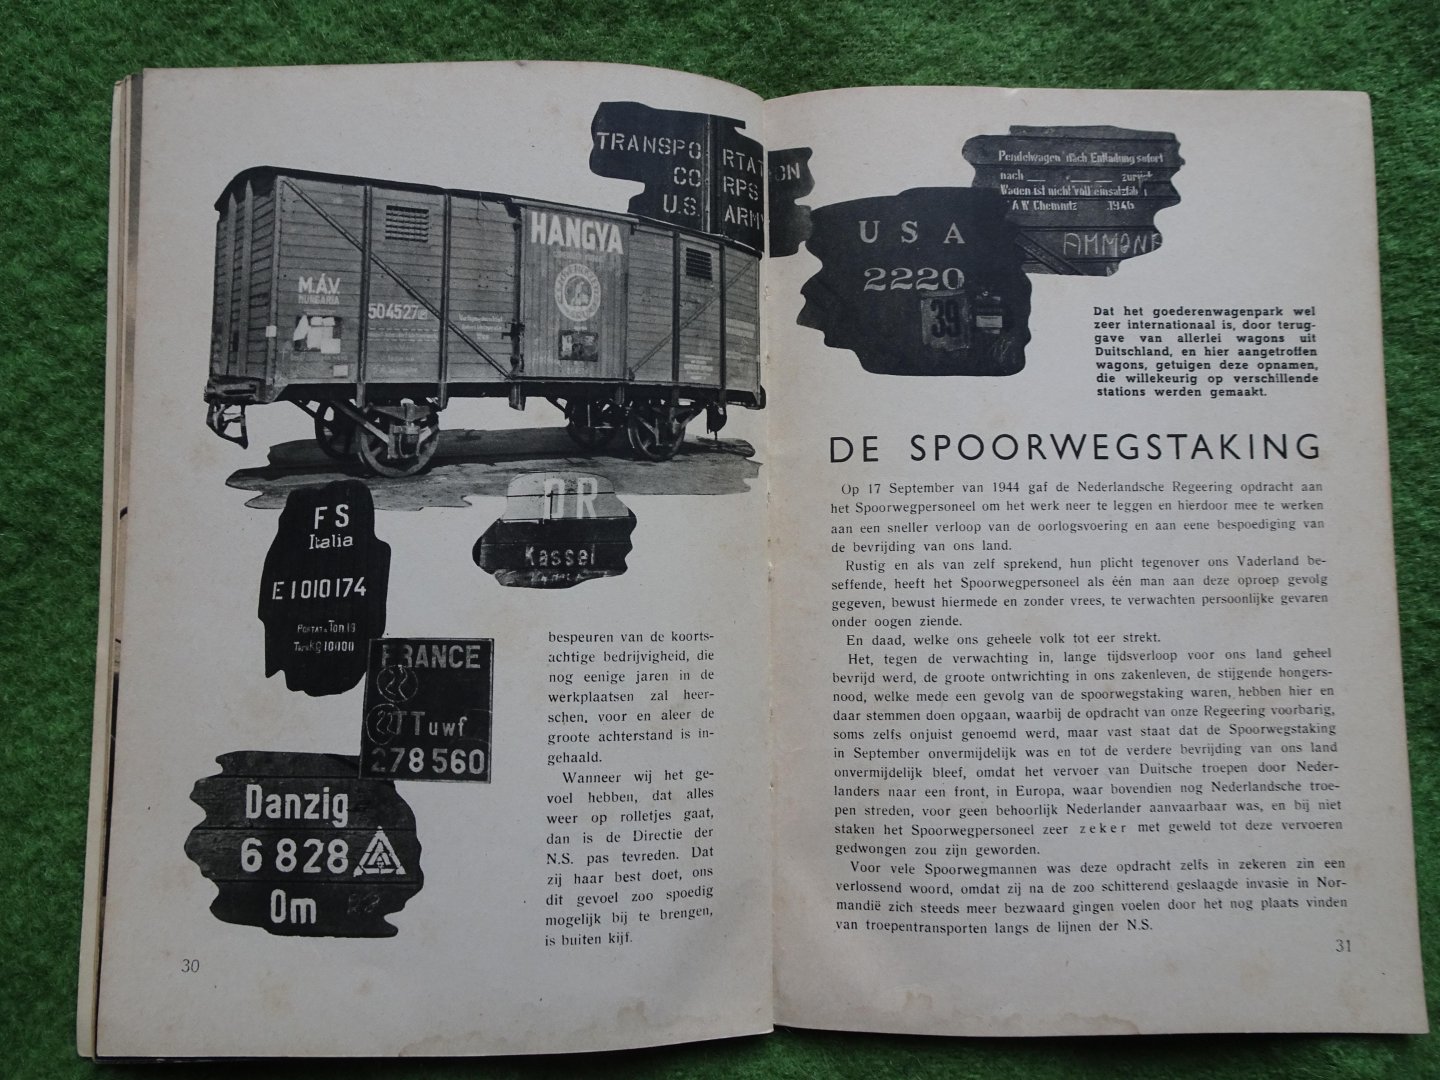 TRANSPORTATION
CORPS
U.S. ARMY
HANGYA
M.Á.V.
HUNGARIA
504527
FS
Italia
E 1010174
DR
Kassel
FRANCE
TTuwf
278560
Danzig
6 828
0m
bespeuren van de koorts-
achtige bedrijvigheid, die
nog eenige jaren in de
werkplaatsen zal heer-
schen, voor en aleer de
groote achterstand is in-
gehaald.
Wanneer wij het ge-
voel hebben, dat alles
weer op rolletjes gaat,
dan is de Directie der
N.S. pas tevreden. Dat
zij haar best doet, ons
dit gevoel zoo spoedig
mogelijk bij te brengen,
is buiten kijf.
30
Pendelwagen Nach Entladung sofort
nach zurück
Wagen ist nicht voll einsatzfäh
Chemnitz 1946
AMMONA
USA
2220
39
Dat het goederenwagenpark wel
zeer internationaal is, door terug-
gave van allerlei wagons uit
Duitschland, en hier aangetroffen
wagons, getuigen deze opnamen,
die willekeurig op verschillende
stations werden gemaakt.
DE SPOORWEGSTAKING
Op 17 September van 1944 gaf de Nederlandsche Regeering opdracht aan
het Spoorwegpersoneel om het werk neer te leggen en hierdoor mee te werken
aan een sneller verloop van de oorlogsvoering en aan eene bespoediging van
de bevrijding van ons land.
Rustig en als van zelf sprekend, hun plicht tegenover ons Vaderland be-
seffende, heeft het Spoorwegpersoneel als één man aan deze oproep gevolg
gegeven, bewust hiermede en zonder vrees, te verwachten persoonlijke gevaren
onder oogen ziende.
En daad, welke ons geheele volk tot eer strekt.
Het, tegen de verwachting in, lange tijdsverloop voor ons land geheel
bevrijd werd, de groote ontwrichting in ons zakenleven, de stijgende hongers-
nood, welke mede een gevolg van de spoorwegstaking waren, hebben hier en
daar stemmen doen opgaan, waarbij de opdracht van onze Regeering voorbarig,
soms zelfs onjuist genoemd werd, maar vast staat dat de Spoorwegstaking
in September onvermijdelijk was en tot de verdere bevrijding van ons land
onvermijdelijk bleef, omdat het vervoer van Duitsche troepen door Neder-
landers naar een front, in Europa, waar bovendien nog Nederlandsche troe-
pen streden, voor geen behoorlijk Nederlander aanvaarbaar was, en bij niet
staken het Spoorwegpersoneel zeer zeker met geweld tot deze vervoeren
gedwongen zou zijn geworden.
Voor vele Spoorwegmannen was deze opdracht zelfs in zekeren zin een
verlossend woord, omdat zij na de zoo schitterend geslaagde invasie in Nor-
mandië zich steeds meer bezwaard gingen voelen door het nog plaats vinden
van troepentransporten langs de lijnen der N.S.
31